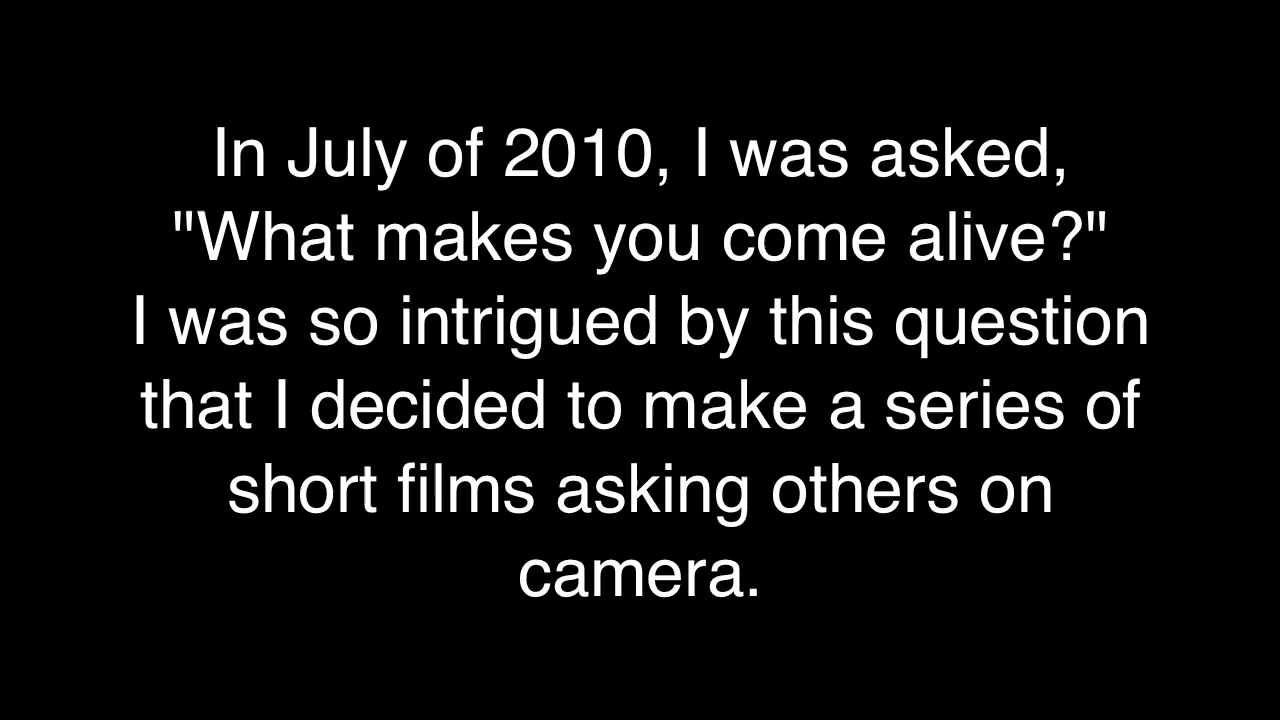 In July of 2010, I was asked,
"What makes you come alive?"
I was so intrigued by this question
that I decided to make a series of
short films asking others on
camera.